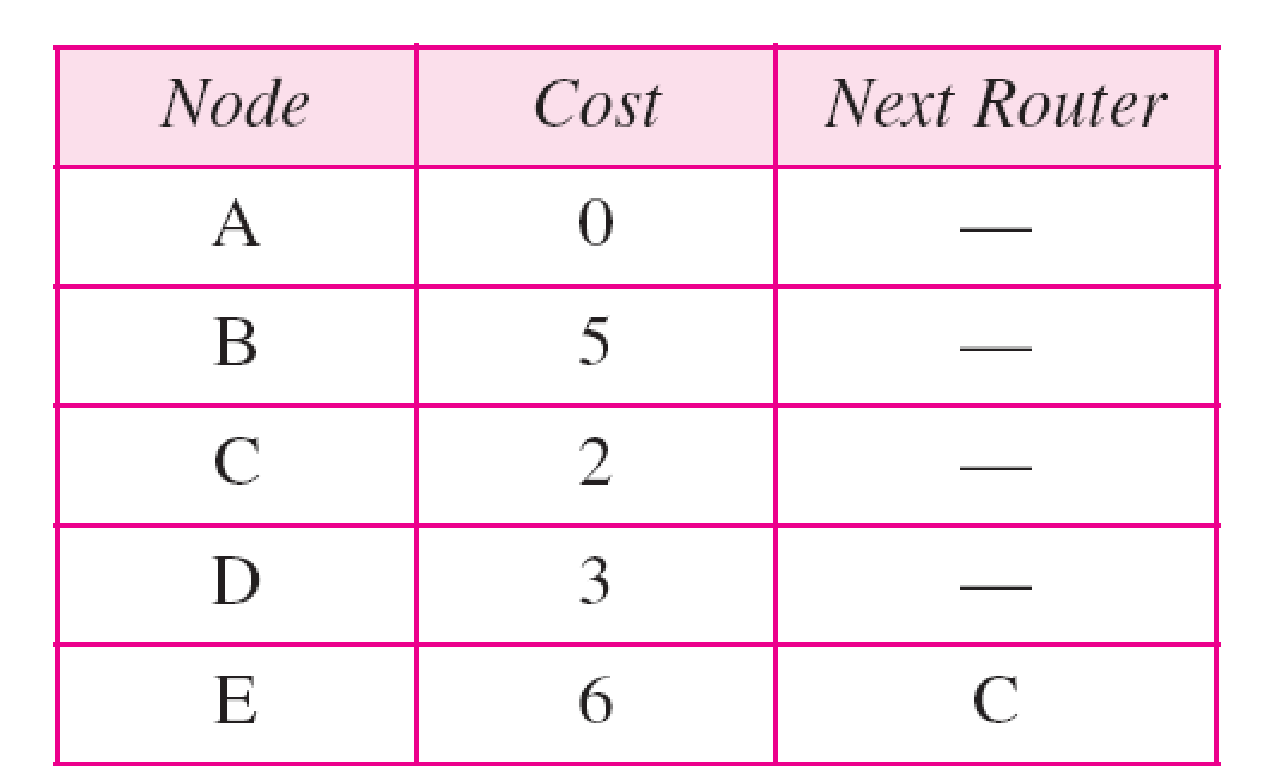 Node Cost Next Router
A 0 —
B 5 —
C 2 —
D 3 —
E 6 C